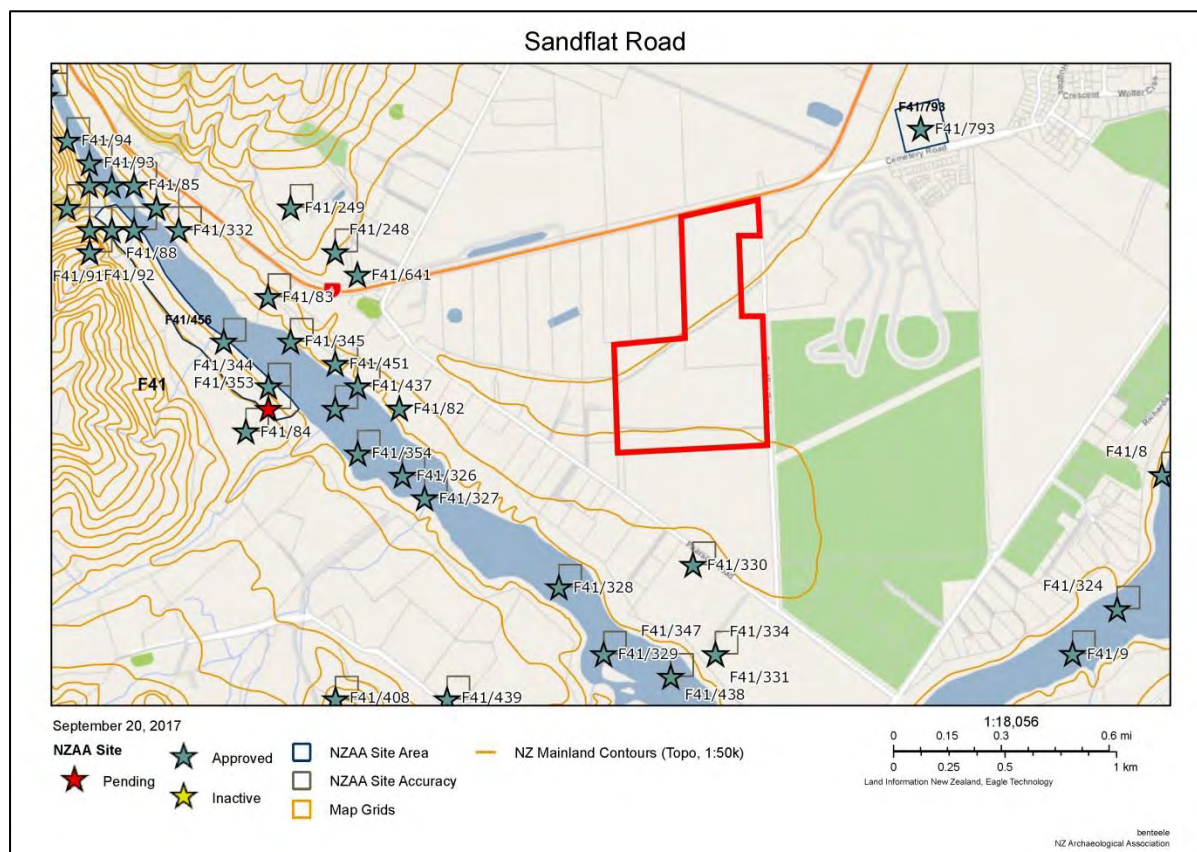 Sandflat Road
F41/793
Crescent
Wolter Cres
F41/793
Cemetery Road
F41/94
F41/93
F41/85
F41/249
F41/332
F41/248
F41/88
F41/641
F41/91
F41/92
F41/83
F41/456
F41/345
F41/344
F41/451
F41/353
F41/437
F41
F41/82
F41/84
F41/8
F41/354
F41/326
F41/327
F41/330
F41/328
F41/324
F41/347
F41/334
F41/329
F41/9
F41/331
F41/438
F41/408
F41/439
September 20, 2017
NZAA Site
Pending
Approved
Inactive
NZAA Site Area
NZAA Site Accuracy
Map Grids
NZ Mainland Contours (Topo, 1:50k)
1:18,056
0 0.15 0.3 0.6 mi
0 0.25 0.5 1 km
Land Information New Zealand, Eagle Technology
benteele
NZ Archaeological Association